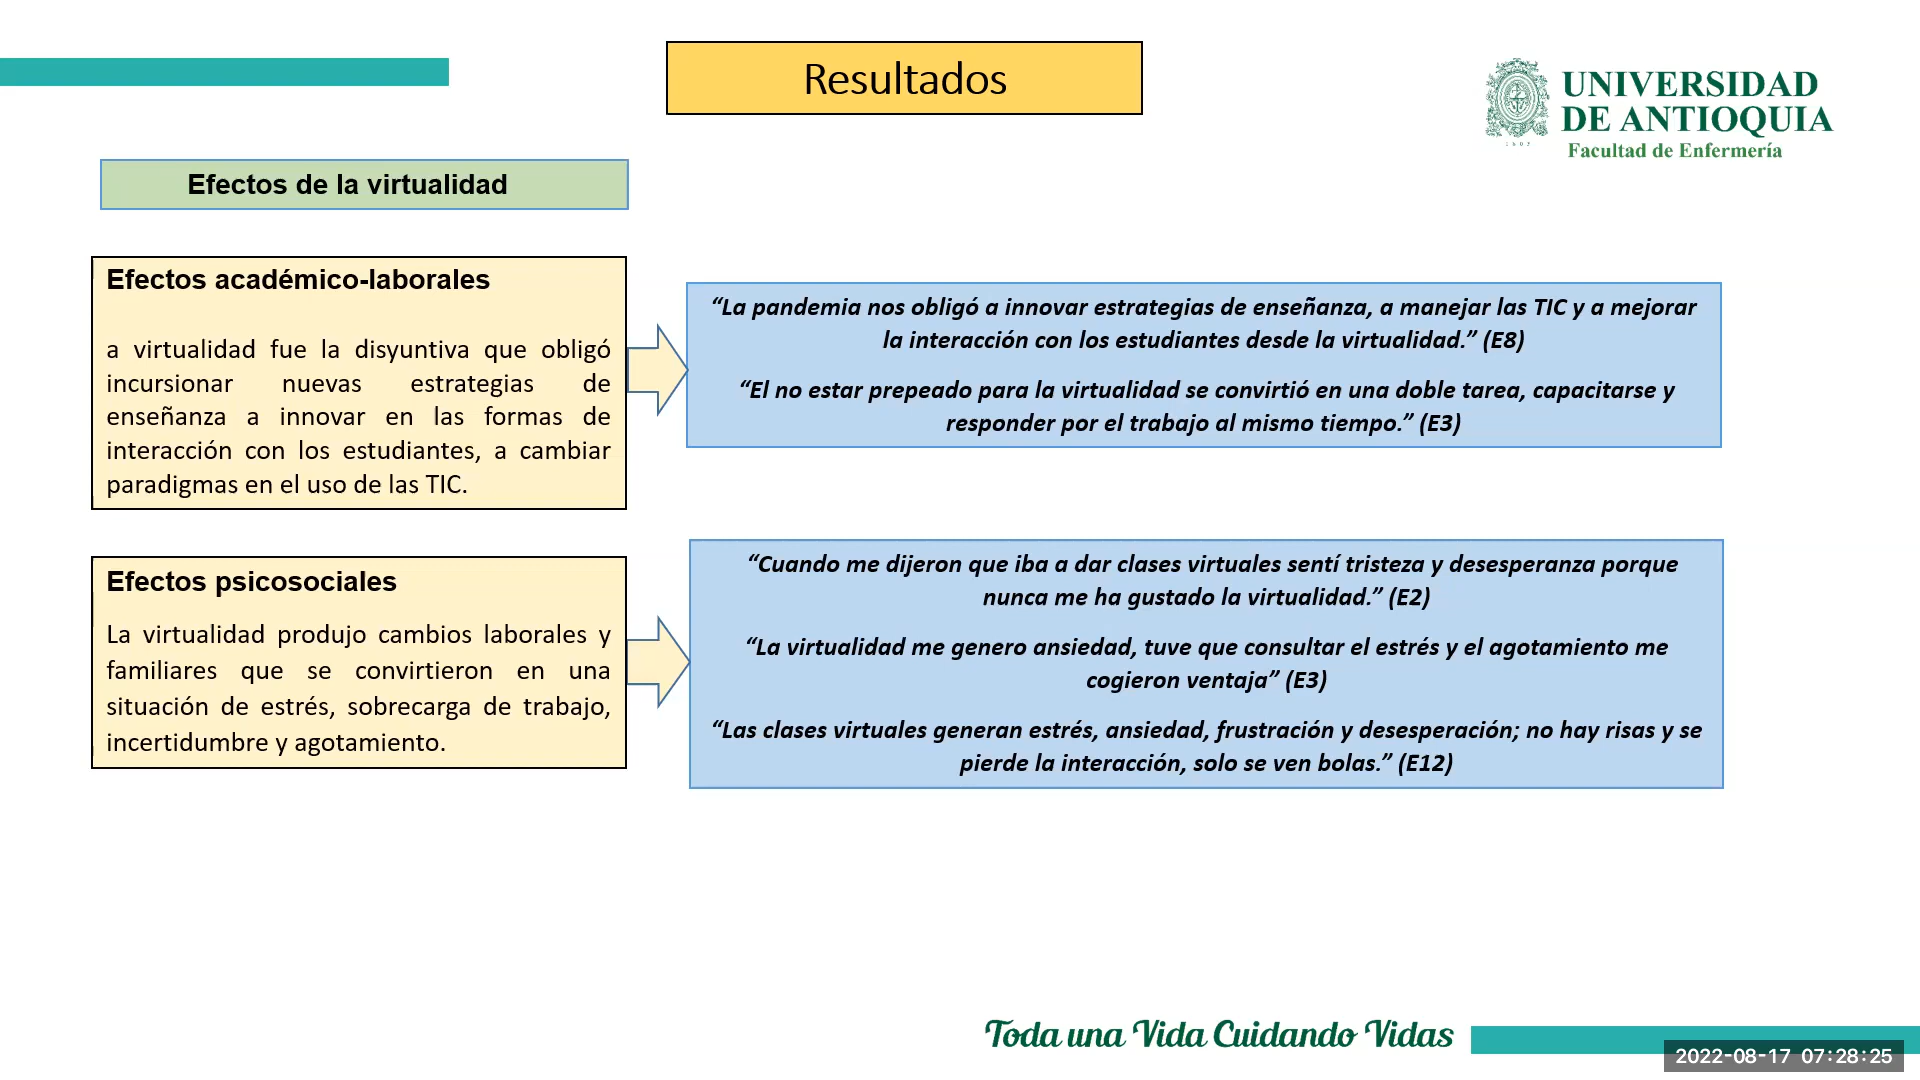 Resultados
UNIVERSIDAD
DE ANTIOQUIA
Facultad de Enfermería
1803
Efectos de la virtualidad
Efectos académico-laborales
a virtualidad fue la disyuntiva que obligó
incursionar nuevas estrategias de
enseñanza a innovar en las formas de
interacción con los estudiantes, a cambiar
paradigmas en el uso de las TIC.
“La pandemia nos obligó a innovar estrategias de enseñanza, a manejar las TIC y a mejorar
la interacción con los estudiantes desde la virtualidad.” (E8)
“El no estar prepeado para la virtualidad se convirtió en una doble tarea, capacitarse y
responder por el trabajo al mismo tiempo.” (E3)
Efectos psicosociales
La virtualidad produjo cambios laborales y
familiares que se convirtieron en una
situación de estrés, sobrecarga de trabajo,
incertidumbre y agotamiento.
“Cuando me dijeron que iba a dar clases virtuales sentí tristeza y desesperanza porque
nunca me ha gustado la virtualidad.” (E2)
“La virtualidad me genero ansiedad, tuve que consultar el estrés y el agotamiento me
cogieron ventaja” (E3)
“Las clases virtuales generan estrés, ansiedad, frustración y desesperación; no hay risas y se
pierde la interacción, solo se ven bolas.” (E12)
Toda una Vida Cuidando Vidas
2022-08-17 07:28:25